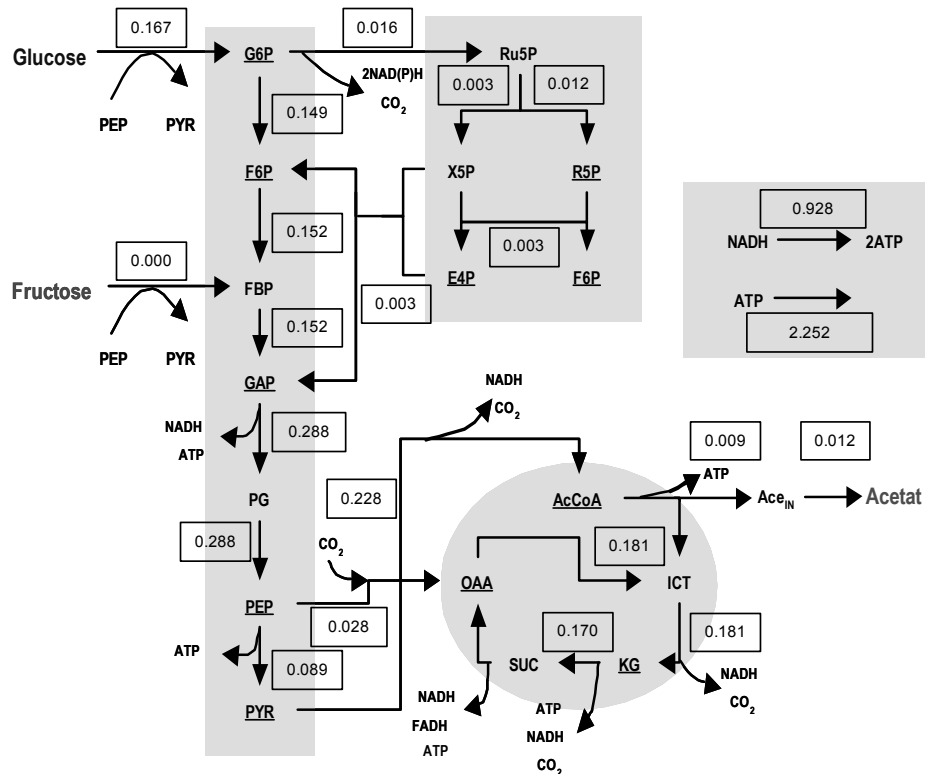 0.167
0.016
Glucose
G6P
Ru5P
2NAD(P)H
CO2
0.003
0.012
PEP
PYR
0.149
F6P
X5P
R5P
0.928
NADH
2ATP
0.152
0.003
0.000
Fructose
FBP
E4P
F6P
ATP
0.003
2.252
0.152
PEP
PYR
GAP
NADH
CO2
NADH
ATP
0.288
0.009
0.012
ATP
PG
0.228
AcCoA
AceIN
Acetat
0.288
CO2
0.181
OAA
ICT
PEP
0.028
0.170
0.181
ATP
0.089
SUC
KG
NADH
CO2
PYR
NADH
FADH
ATP
ATP
NADH
CO2